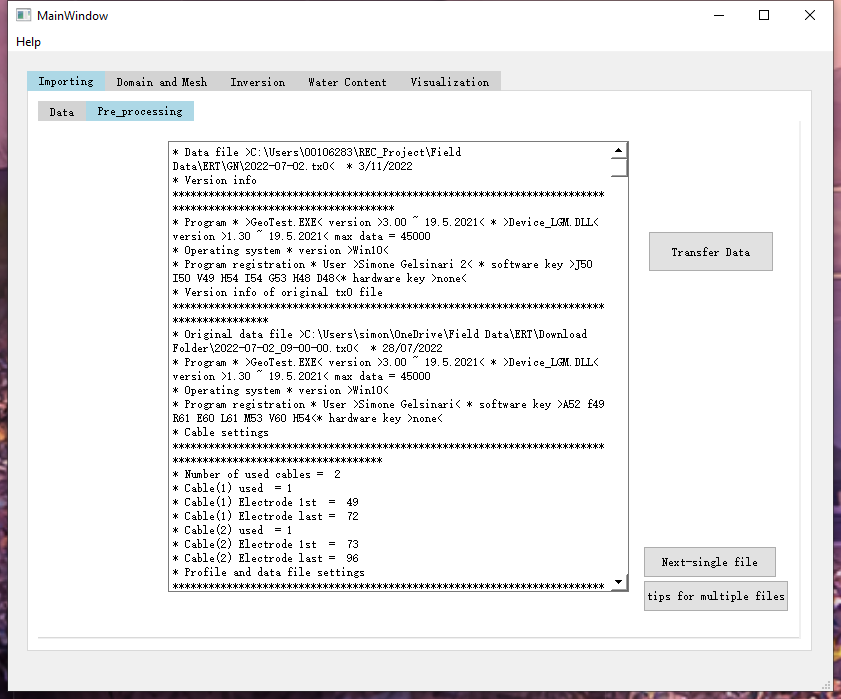 MainWindow
Help
Importing Domain and Mesh Inversion Water Content Visualization
Data Pre_processing
* Data file >C:\Users\00106283\REC_Project\Field
Data\ERT\GN\2022-07-02.tx0<  * 3/11/2022
* Version info
************************************************************************
*************************************
* Program * >GeoTest.EXE< version >3.00 ~ 19.5.2021< * >Device_LGM.DLL<
version >1.30 ~ 19.5.2021< max data = 45000
* Operating system * version >Win10<
* Program registration * User >Simone Gelsinari 2< * software key >J50
I50 V49 H54 I54 G53 H48 D48<* hardware key >none<
* Version info of original tx0 file
************************************************************************
****************
* Original data file >C:\Users\simon\OneDrive\Field Data\ERT\Download
Folder\2022-07-02_09-00-00.tx0<  * 28/07/2022
* Program * >GeoTest.EXE< version >3.00 ~ 19.5.2021< * >Device_LGM.DLL<
version >1.30 ~ 19.5.2021< max data = 45000
* Operating system * version >Win10<
* Program registration * User >Simone Gelsinari< * software key >A52 f49
R61 E60 L61 M53 V60 H54<* hardware key >none<
* Cable settings
************************************************************************
***********************************
* Number of used cables =  2
* Cable(1) used  = 1
* Cable(1) Electrode 1st  =  49
* Cable(1) Electrode last =  72
* Cable(2) used  = 1
* Cable(2) Electrode 1st  =  73
* Cable(2) Electrode last =  96
* Profile and data file settings
************************************************************************
Transfer Data
Next-single file
tips for multiple files